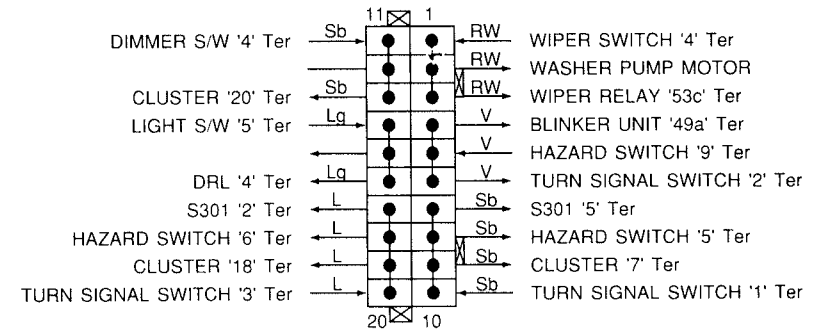 11 1
DIMMER S/W '4' Ter Sb RW WIPER SWITCH '4' Ter
RW WASHER PUMP MOTOR
CLUSTER '20' Ter Sb RW WIPER RELAY '53c' Ter
LIGHT S/W '5' Ter Lg V BLINKER UNIT '49a' Ter
V HAZARD SWITCH '9' Ter
DRL '4' Ter Lg V TURN SIGNAL SWITCH '2' Ter
S301 '2' Ter L Sb S301 '5' Ter
HAZARD SWITCH '6' Ter L Sb HAZARD SWITCH '5' Ter
CLUSTER '18' Ter L Sb CLUSTER '7' Ter
TURN SIGNAL SWITCH '3' Ter L Sb TURN SIGNAL SWITCH '1' Ter
20 10